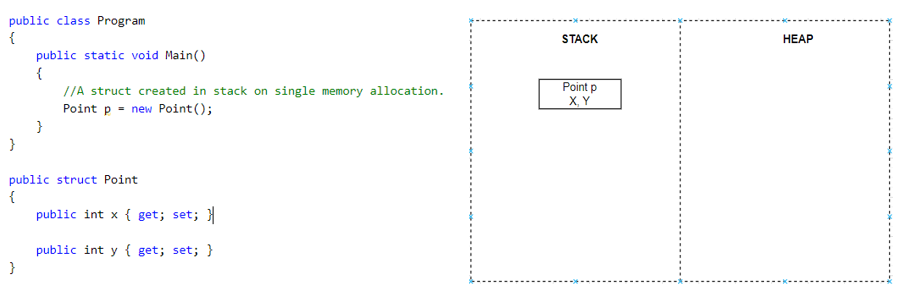 public class Program
{
public static void Main()
{
//A struct created in stack on single memory allocation.
Point p = new Point();
}
}
public struct Point
{
public int x { get; set; }
public int y { get; set; }
}
STACK
HEAP
Point p
X, Y